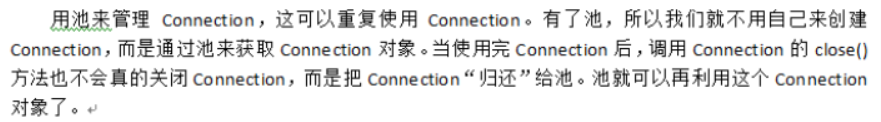 用池来管理 Connection，这可以重复使用 Connection。有了池，所以我们就不用自己来创建
Connection，而是通过池来获取 Connection 对象。当使用完 Connection 后，调用 Connection 的 close()
方法也不会真的关闭 Connection，而是把 Connection“归还”给池。池就可以再利用这个 Connection
对象了。